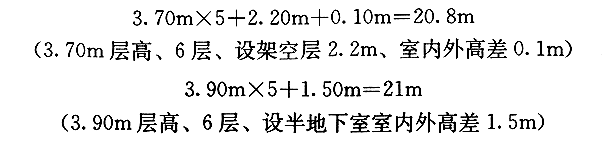 3.70m×5+2.20m+0.10m=20.8m
(3.70m 层高、6 层、设架空层 2.2m、室内外高差 0.1m)
3.90m×5+1.50m=21m
(3.90m 层高、6 层、设半地下室室内外高差 1.5m)